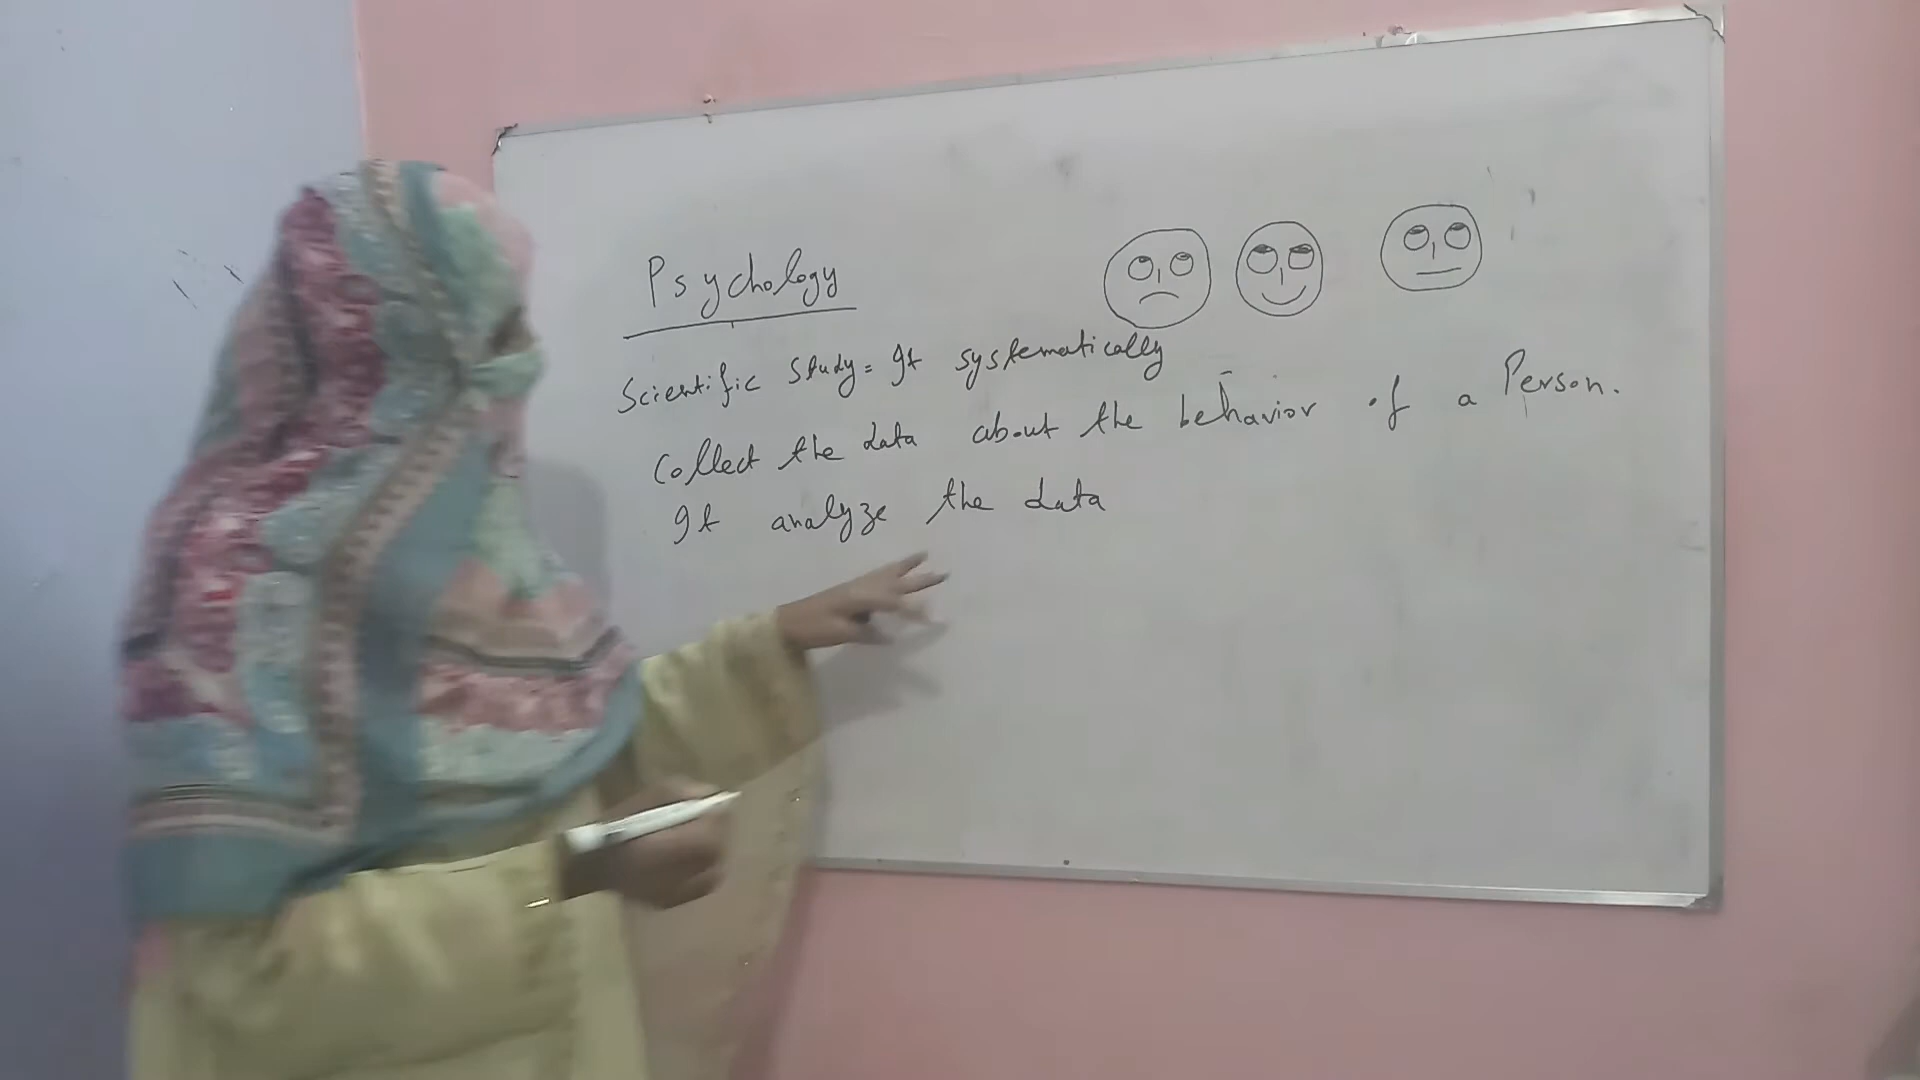 Psychology
Scientific Study = It systematically
Collect the data about the behavior of a Person.
It analyze the data